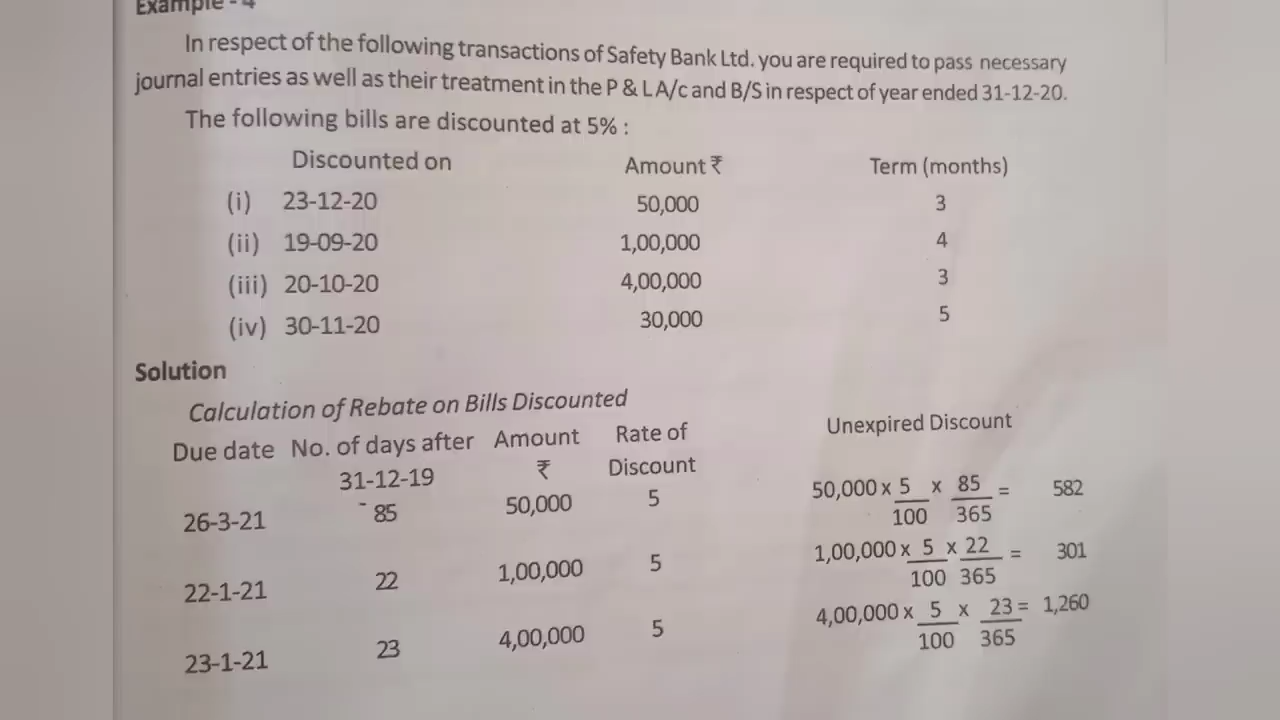 Example - 4
In respect of the following transactions of Safety Bank Ltd. you are required to pass necessary
journal entries as well as their treatment in the P & L A/c and B/S in respect of year ended 31-12-20.
The following bills are discounted at 5% :
Discounted on Amount ₹ Term (months)
(i) 23-12-20 50,000 3
(ii) 19-09-20 1,00,000 4
(iii) 20-10-20 4,00,000 3
(iv) 30-11-20 30,000 5
Solution
Calculation of Rebate on Bills Discounted
Due date No. of days after Amount Rate of Unexpired Discount
31-12-19 ₹ Discount
26-3-21 85 50,000 5 50,000 x 5/100 x 85/365 = 582
22-1-21 22 1,00,000 5 1,00,000 x 5/100 x 22/365 = 301
23-1-21 23 4,00,000 5 4,00,000 x 5/100 x 23/365 = 1,260